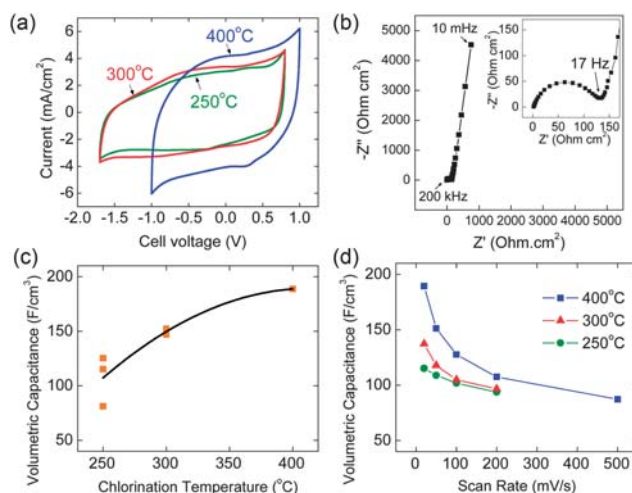 (a)
6
4
2
0
-2
-4
-6
Current (mA/cm²)
400°C
300°C
250°C
-2.0 -1.5 -1.0 -0.5 0.0 0.5 1.0
Cell voltage (V)
(b)
5000
4000
3000
2000
1000
0
-Z" (Ohm cm²)
10 mHz
200 kHz
0 1000 2000 3000 4000 5000
Z' (Ohm.cm²)
150
100
50
0
-Z" (Ohm cm²)
17 Hz
0 50 100 150
Z' (Ohm cm²)
(c)
200
150
100
50
Volumetric Capacitance (F/cm³)
250 300 350 400
Chlorination Temperature (°C)
(d)
200
150
100
50
Volumetric Capacitance (F/cm³)
400°C
300°C
250°C
0 100 200 300 400 500
Scan Rate (mV/s)